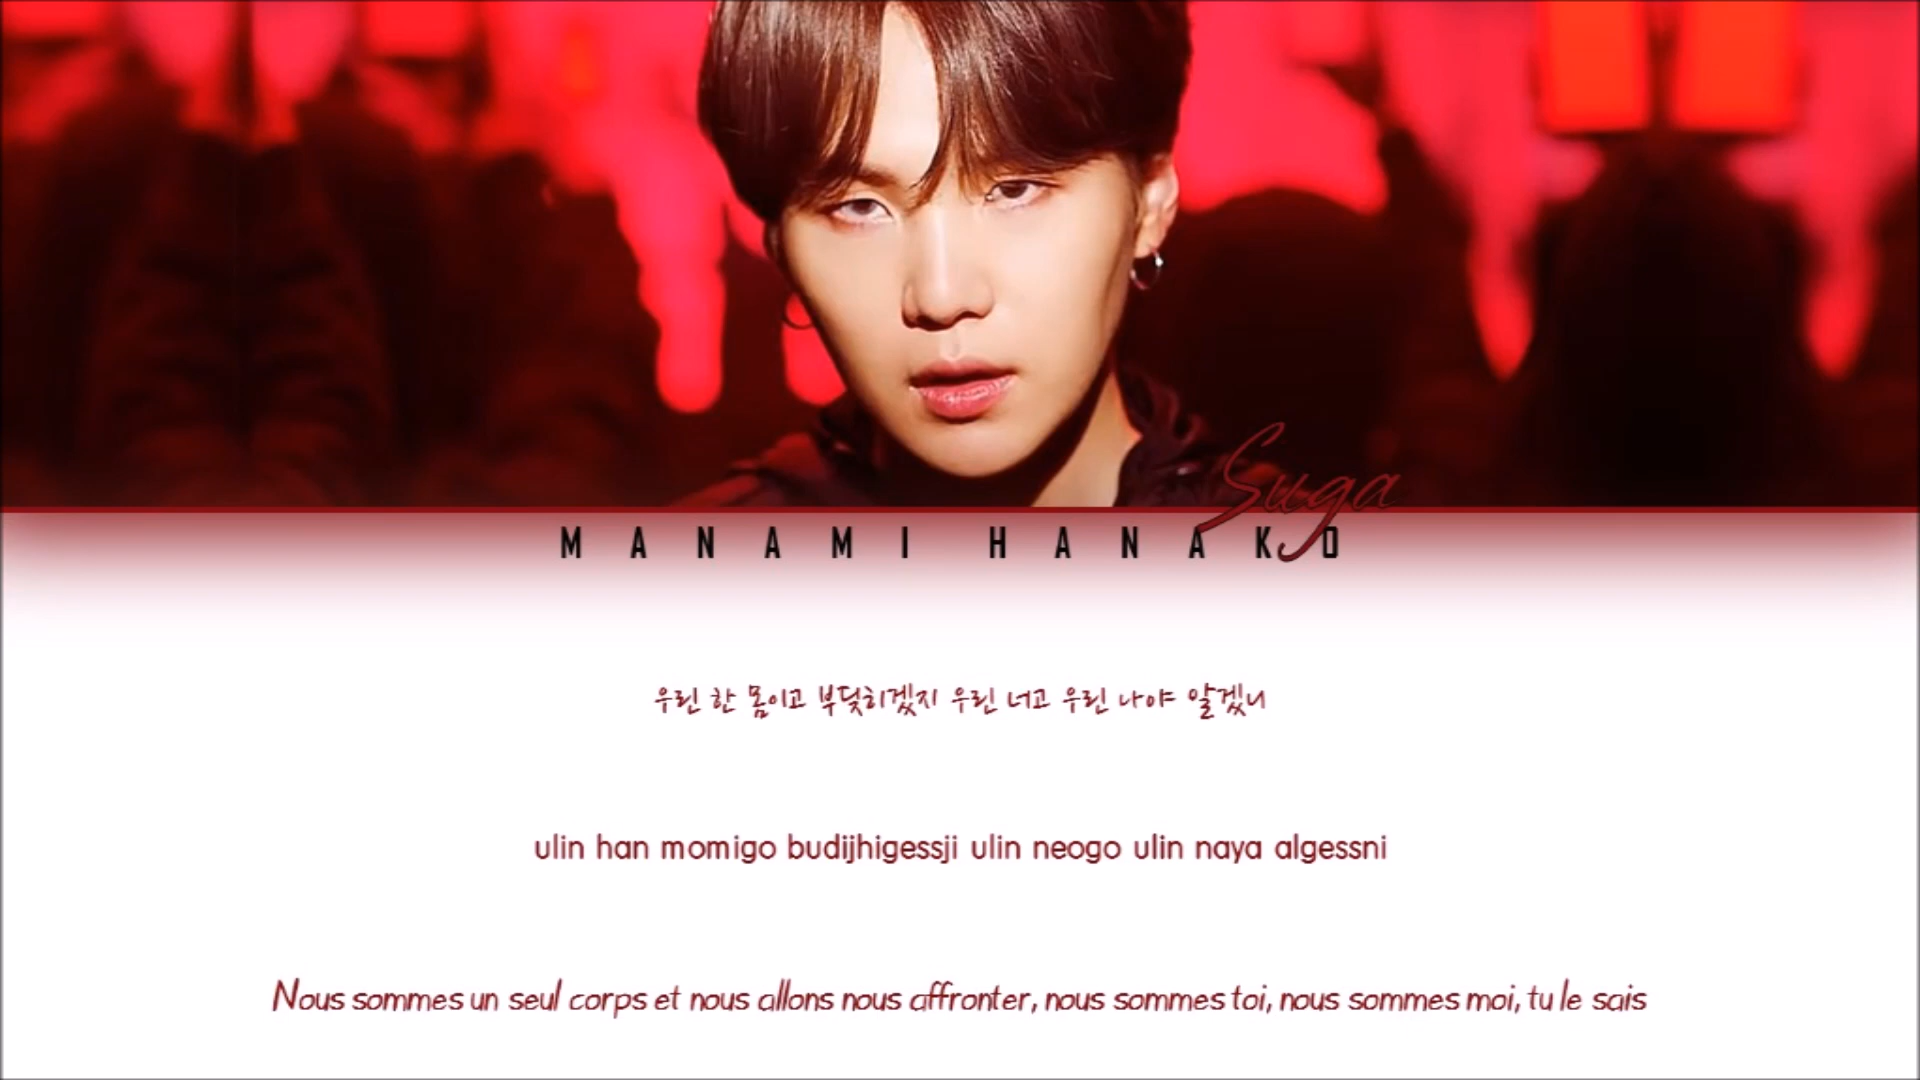 Suga
MANAMI HANAKO
우린 한 몸이고 부딪히겠지 우린 너고 우린 나야 알겠니
ulin han momigo budijhigessji ulin neogo ulin naya algessni
Nous sommes un seul corps et nous allons nous affronter, nous sommes toi, nous sommes moi, tu le sais